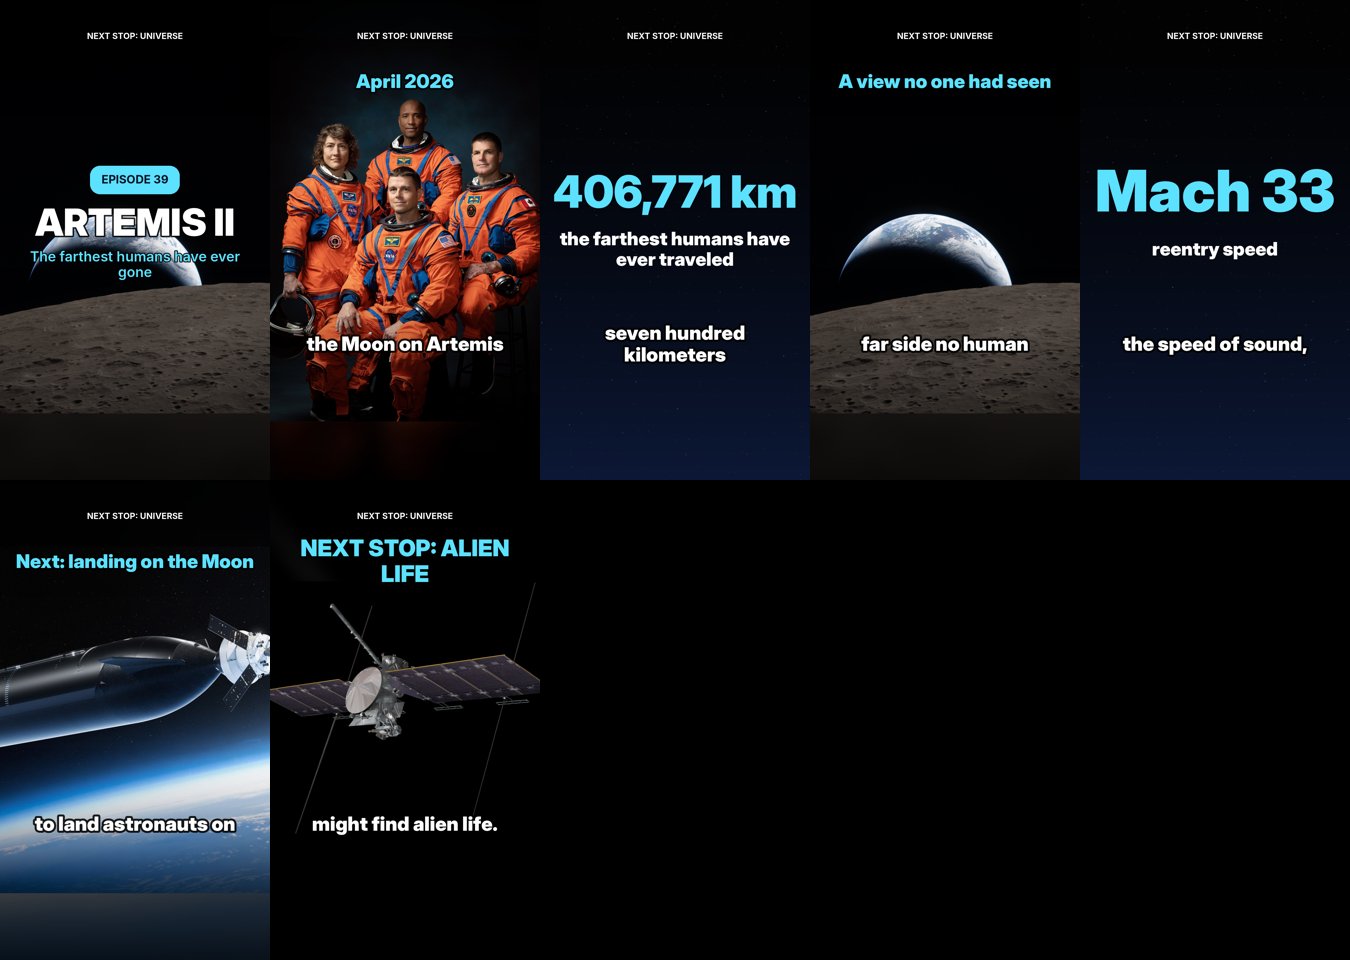 NEXT STOP: UNIVERSE
EPISODE 39
ARTEMIS II
The farthest humans have ever
gone
NEXT STOP: UNIVERSE
April 2026
the Moon on Artemis
NEXT STOP: UNIVERSE
406,771 km
the farthest humans have
ever traveled
seven hundred
kilometers
NEXT STOP: UNIVERSE
A view no one had seen
far side no human
NEXT STOP: UNIVERSE
Mach 33
reentry speed
the speed of sound,
NEXT STOP: UNIVERSE
Next: landing on the Moon
to land astronauts on
NEXT STOP: UNIVERSE
NEXT STOP: ALIEN
LIFE
might find alien life.